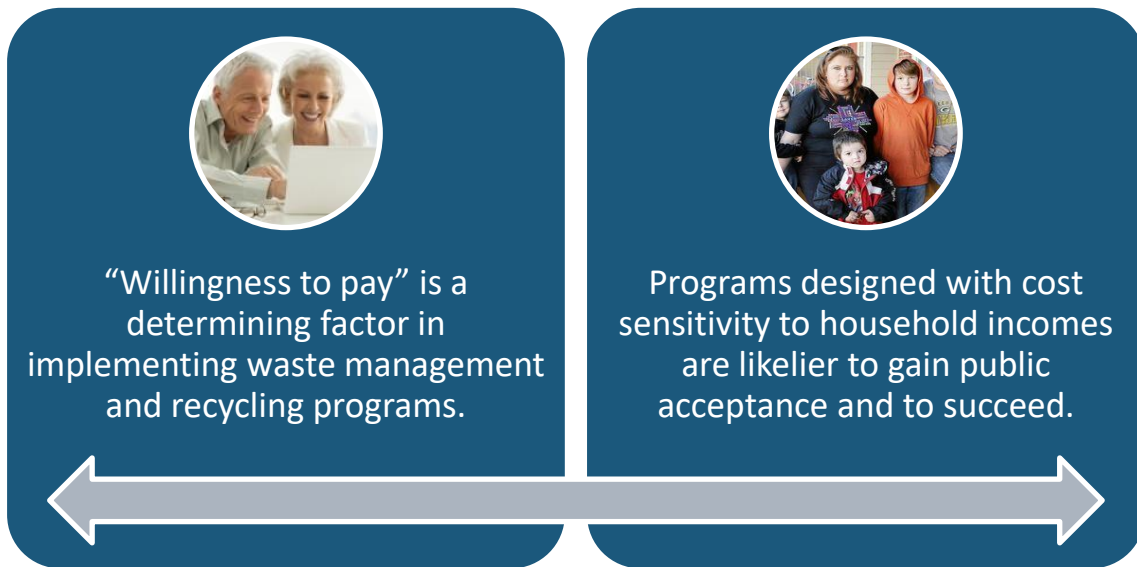 “Willingness to pay” is a
determining factor in
implementing waste management
and recycling programs.
Programs designed with cost
sensitivity to household incomes
are likelier to gain public
acceptance and to succeed.